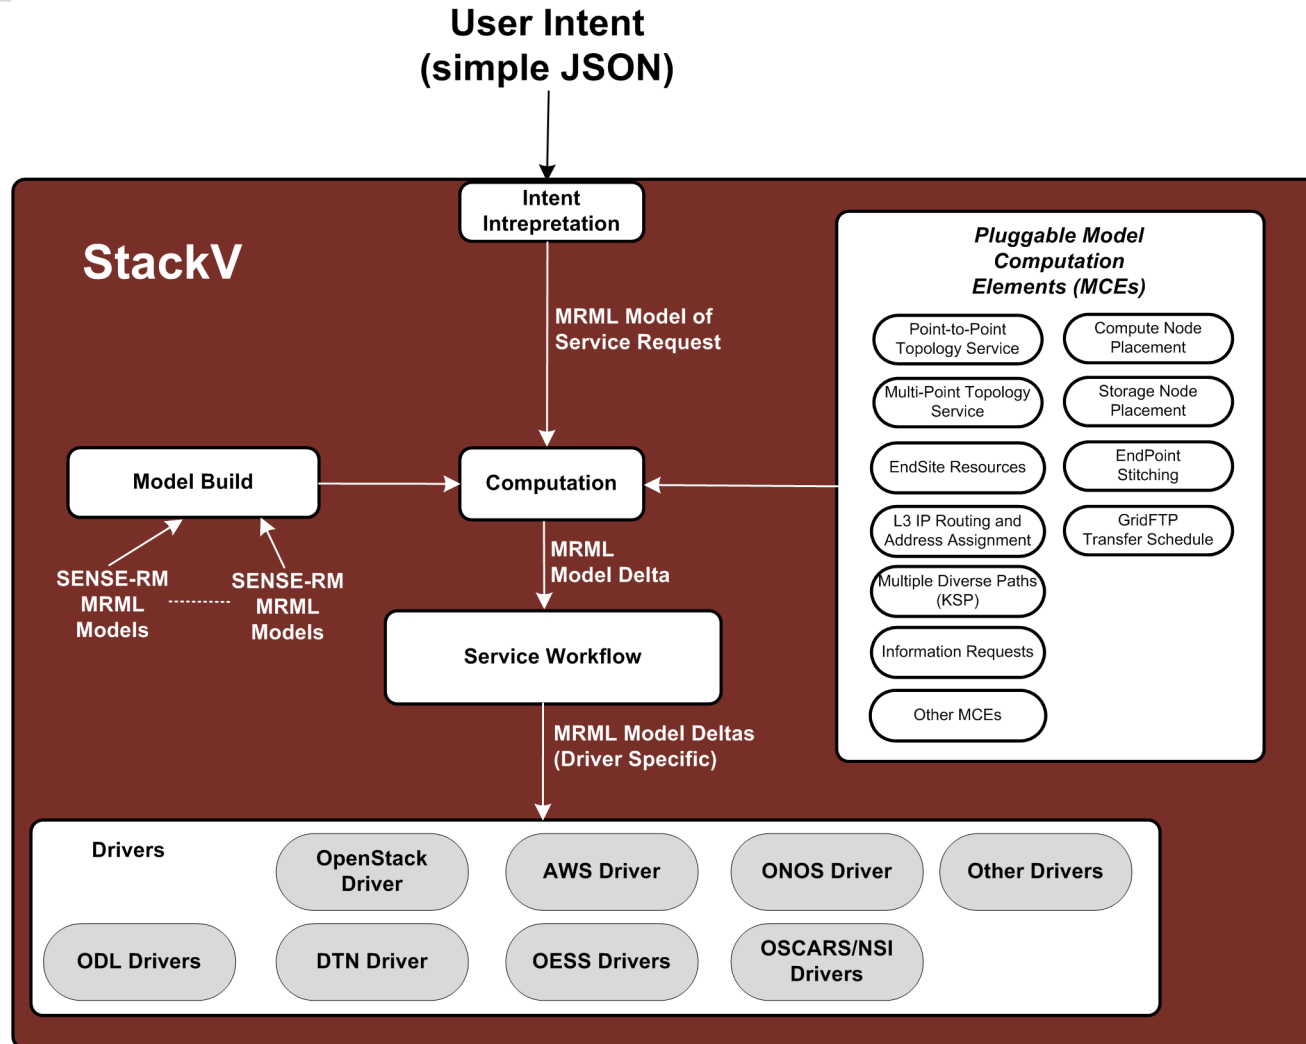 User Intent
(simple JSON)
Intent
Intrepretation
StackV
MRML Model of
Service Request
Pluggable Model
Computation
Elements (MCEs)
Point-to-Point
Topology Service
Compute Node
Placement
Multi-Point Topology
Service
Storage Node
Placement
EndSite Resources
EndPoint
Stitching
L3 IP Routing and
Address Assignment
GridFTP
Transfer Schedule
Multiple Diverse Paths
(KSP)
Information Requests
Other MCEs
Model Build
Computation
SENSE-RM
MRML
Models
SENSE-RM
MRML
Models
MRML
Model Delta
Service Workflow
MRML Model Deltas
(Driver Specific)
Drivers
OpenStack
Driver
AWS Driver
ONOS Driver
Other Drivers
ODL Drivers
DTN Driver
OESS Drivers
OSCARS/NSI
Drivers